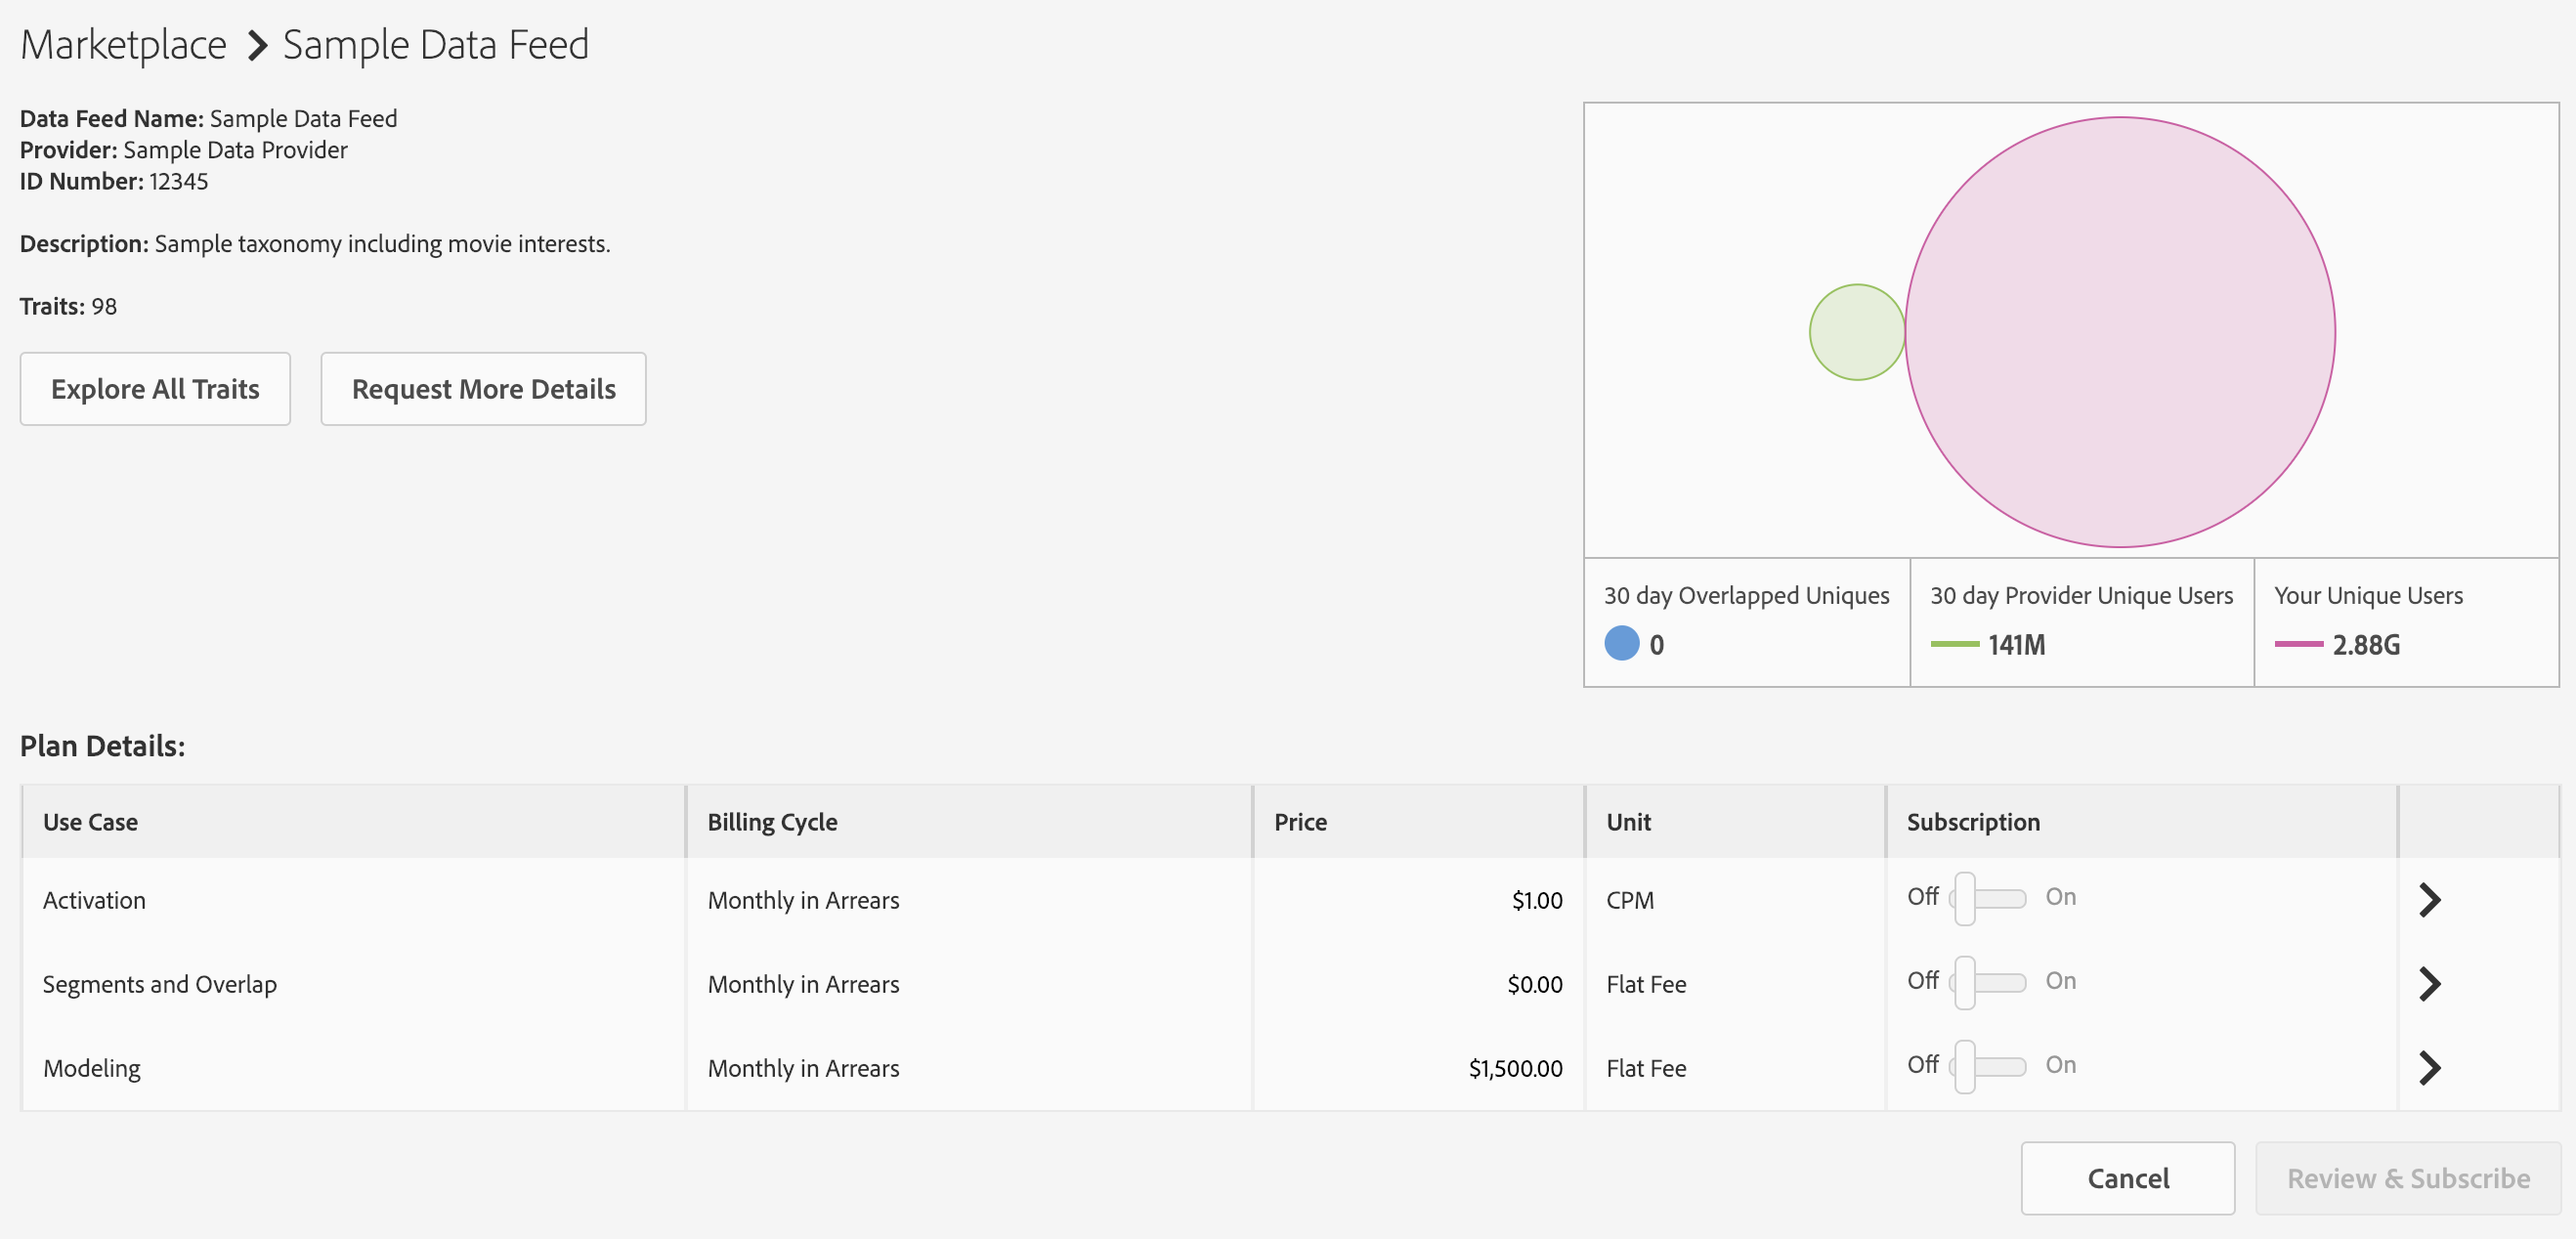 Marketplace > Sample Data Feed
Data Feed Name: Sample Data Feed
Provider: Sample Data Provider
ID Number: 12345
Description: Sample taxonomy including movie interests.
Traits: 98
Explore All Traits Request More Details
30 day Overlapped Uniques 30 day Provider Unique Users Your Unique Users
0 141M 2.88G
Plan Details:
Use Case Billing Cycle Price Unit Subscription
Activation Monthly in Arrears $1.00 CPM Off On
Segments and Overlap Monthly in Arrears $0.00 Flat Fee Off On
Modeling Monthly in Arrears $1,500.00 Flat Fee Off On
Cancel Review & Subscribe